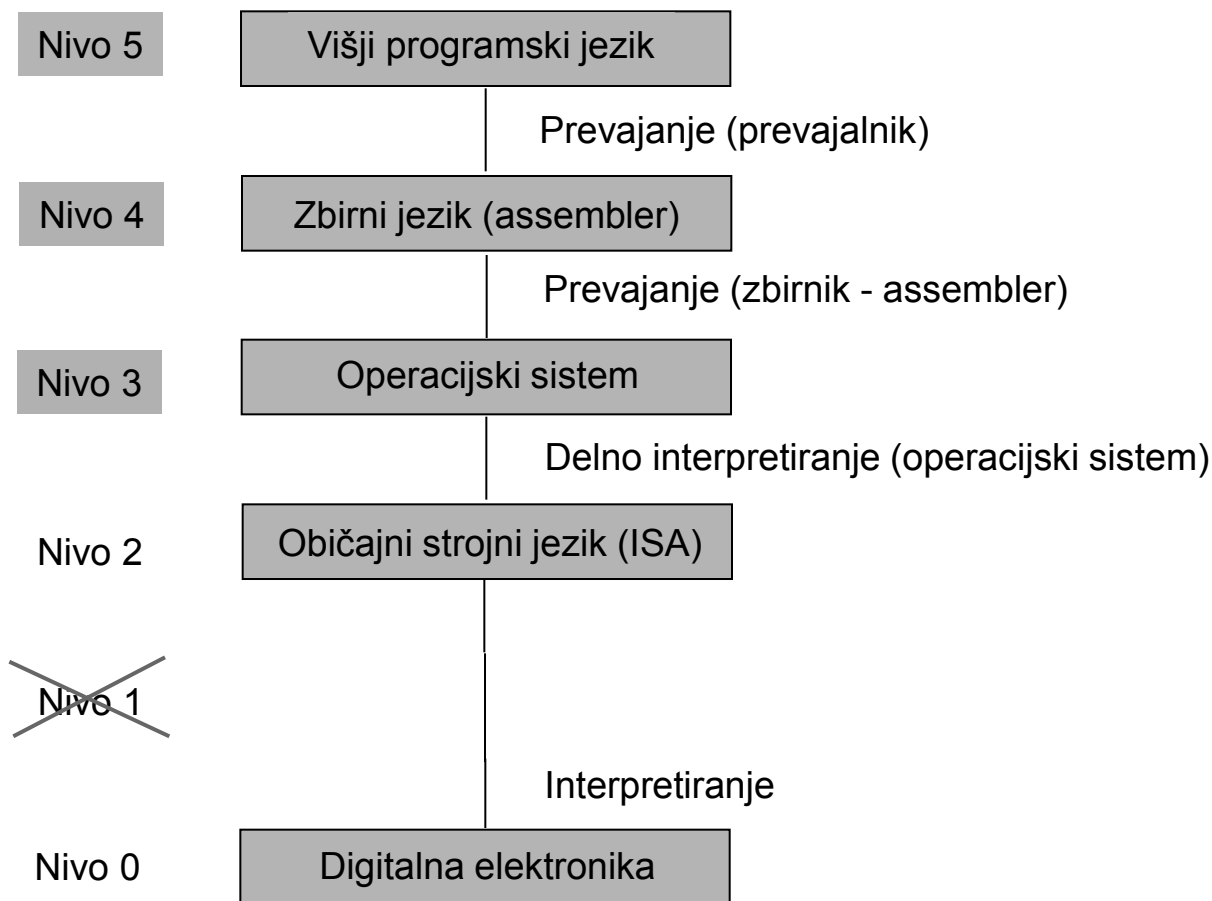 Nivo 5
Višji programski jezik
Prevajanje (prevajalnik)
Nivo 4
Zbirni jezik (assembler)
Prevajanje (zbirnik - assembler)
Nivo 3
Operacijski sistem
Delno interpretiranje (operacijski sistem)
Nivo 2
Običajni strojni jezik (ISA)
Nivo 1
Interpretiranje
Nivo 0
Digitalna elektronika